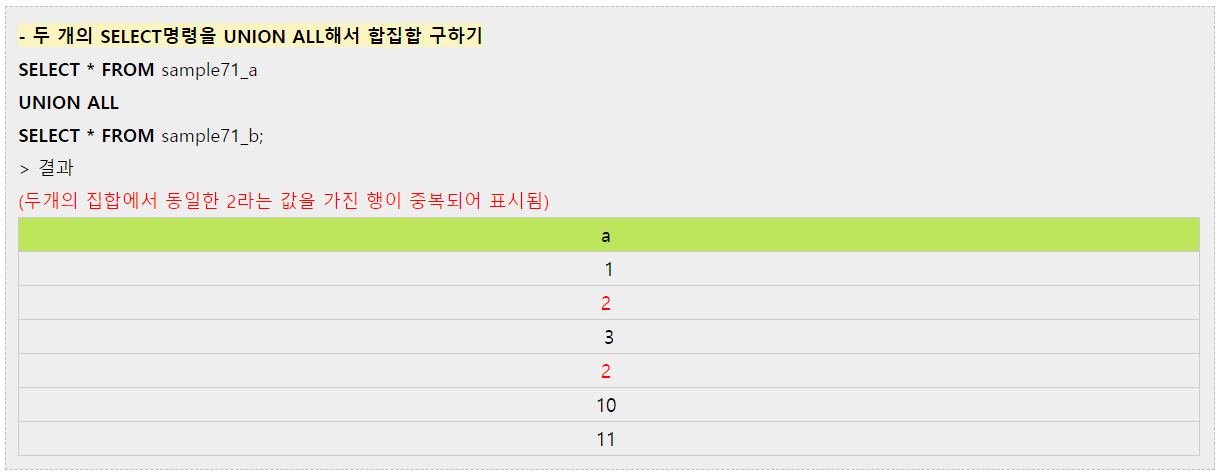 - 두 개의 SELECT명령을 UNION ALL해서 합집합 구하기
SELECT * FROM sample71_a
UNION ALL
SELECT * FROM sample71_b;
> 결과
(두개의 집합에서 동일한 2라는 값을 가진 행이 중복되어 표시됨)
a
1
2
3
2
10
11